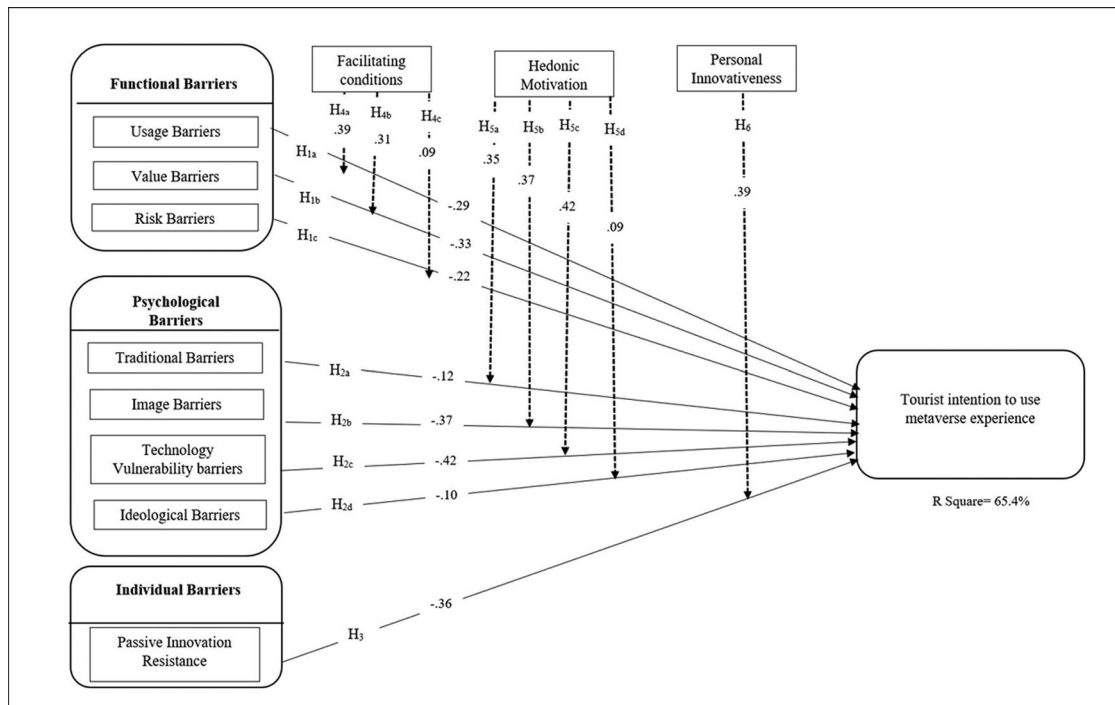 Facilitating
conditions
Hedonic
Motivation
Personal
Innovativeness
Functional Barriers
Usage Barriers
Value Barriers
Risk Barriers
H4a
.39
H4b
.31
H4c
.09
H5a
.35
H5b
.37
H5c
.42
H5d
.09
H6
.39
H1a
-.29
H1b
-.33
H1c
-.22
Psychological
Barriers
Traditional Barriers
Image Barriers
Technology
Vulnerability barriers
Ideological Barriers
H2a
-.12
H2b
-.37
H2c
-.42
H2d
-.10
Tourist intention to use
metaverse experience
R Square= 65.4%
Individual Barriers
Passive Innovation
Resistance
H3
-.36